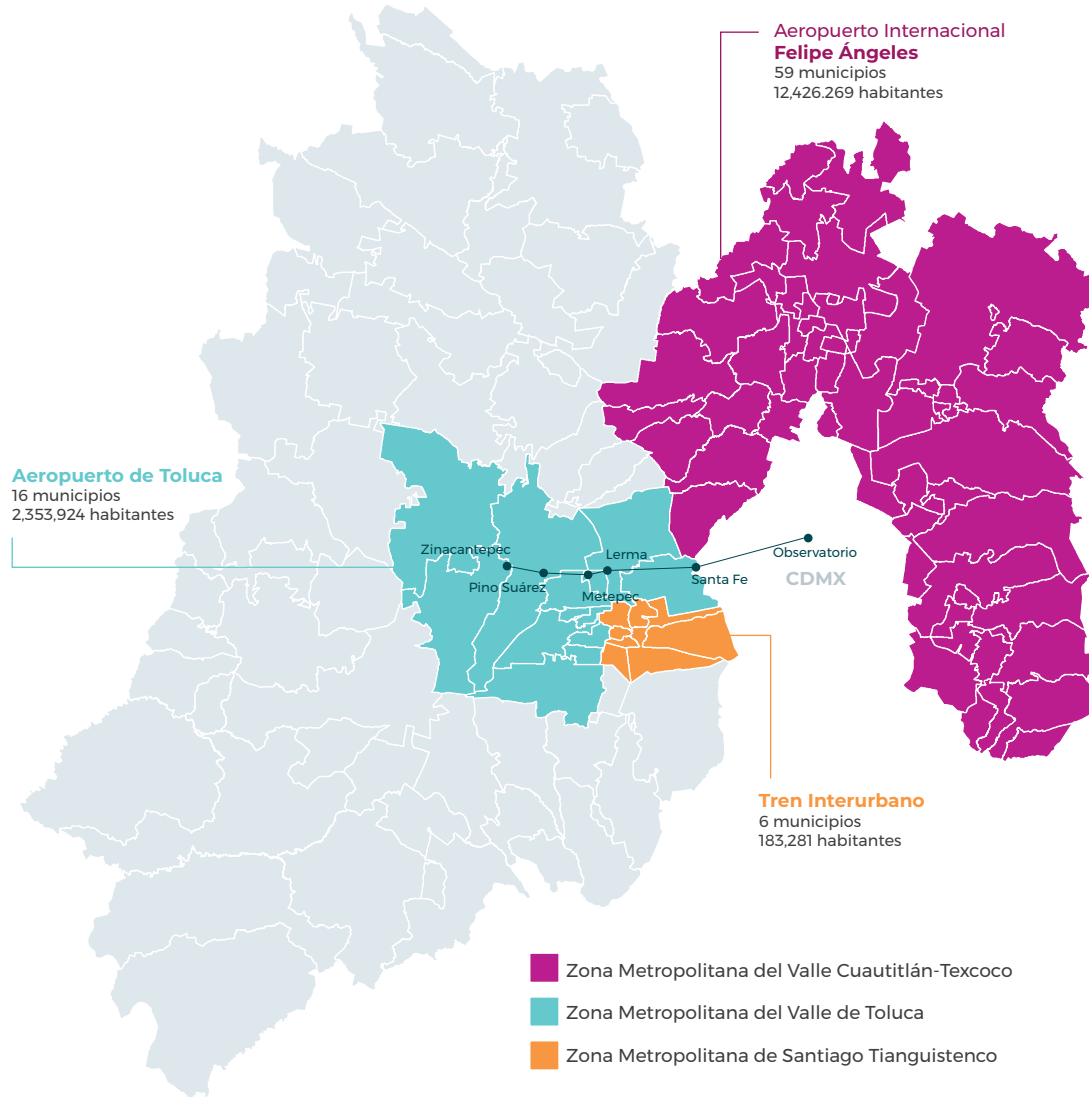 Aeropuerto Internacional
Felipe Ángeles
59 municipios
12,426.269 habitantes
Aeropuerto de Toluca
16 municipios
2,353,924 habitantes
Zinacantepec
Pino Suárez
Metepec
Lerma
Santa Fe
Observatorio
CDMX
Tren Interurbano
6 municipios
183,281 habitantes
Zona Metropolitana del Valle Cuautitlán-Texcoco
Zona Metropolitana del Valle de Toluca
Zona Metropolitana de Santiago Tianguistenco